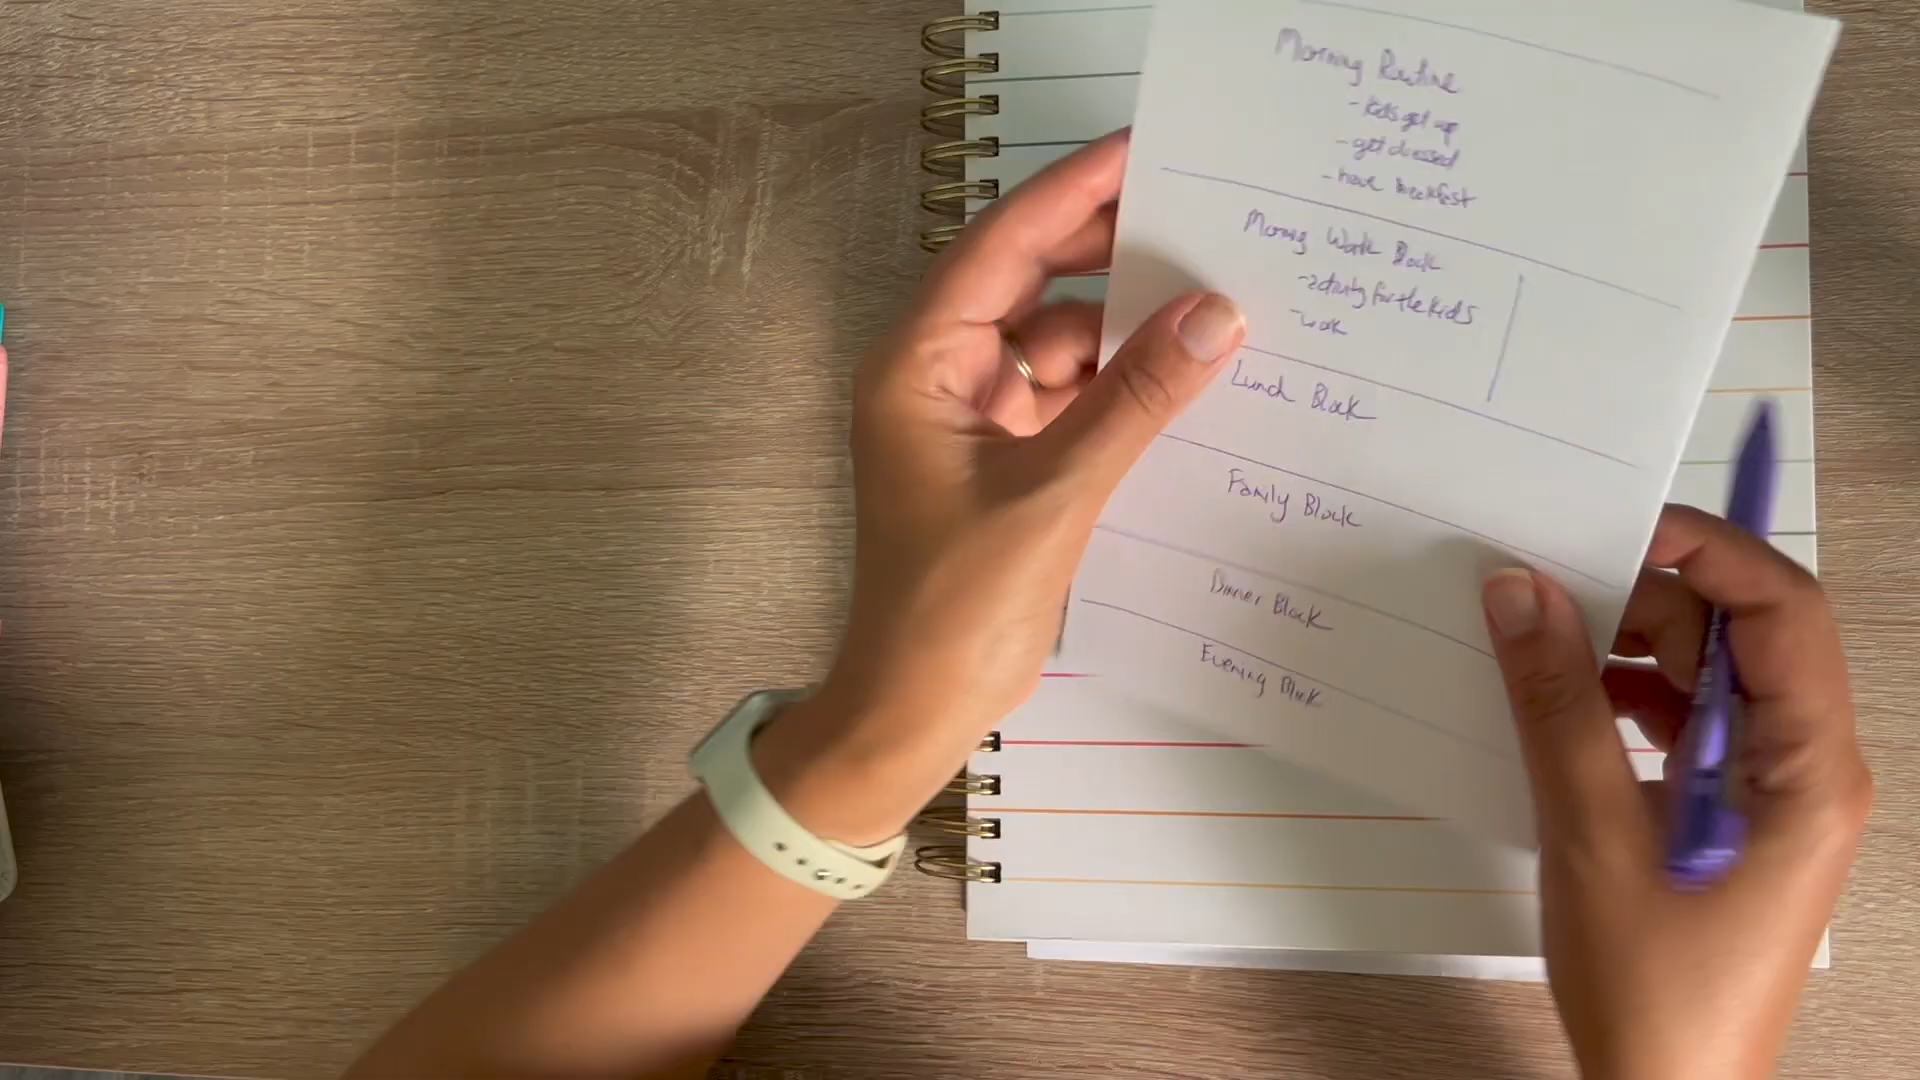 Morning Routine
- kids get up
- get dressed
- have breakfast
Morning Work Block
- activity for the kids
- work
Lunch Block
Family Block
Dinner Block
Evening Block